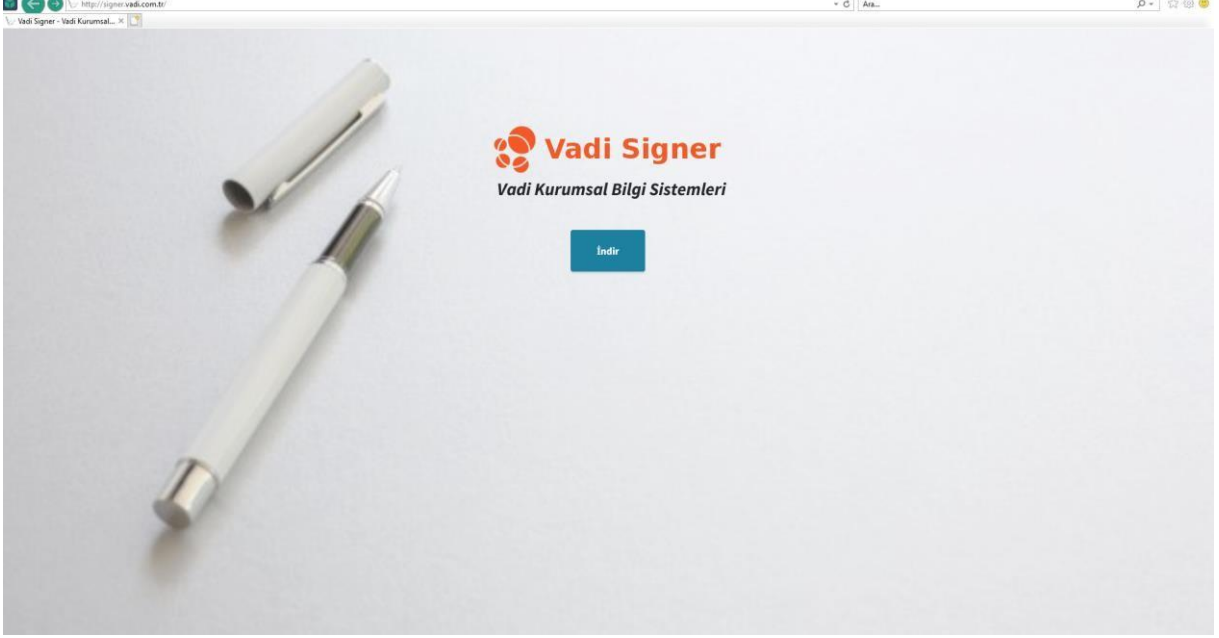 http://signer.vadi.com.tr/
Ara...
Vadi Signer - Vadi Kurumsal...
Vadi Signer
Vadi Kurumsal Bilgi Sistemleri
İndir